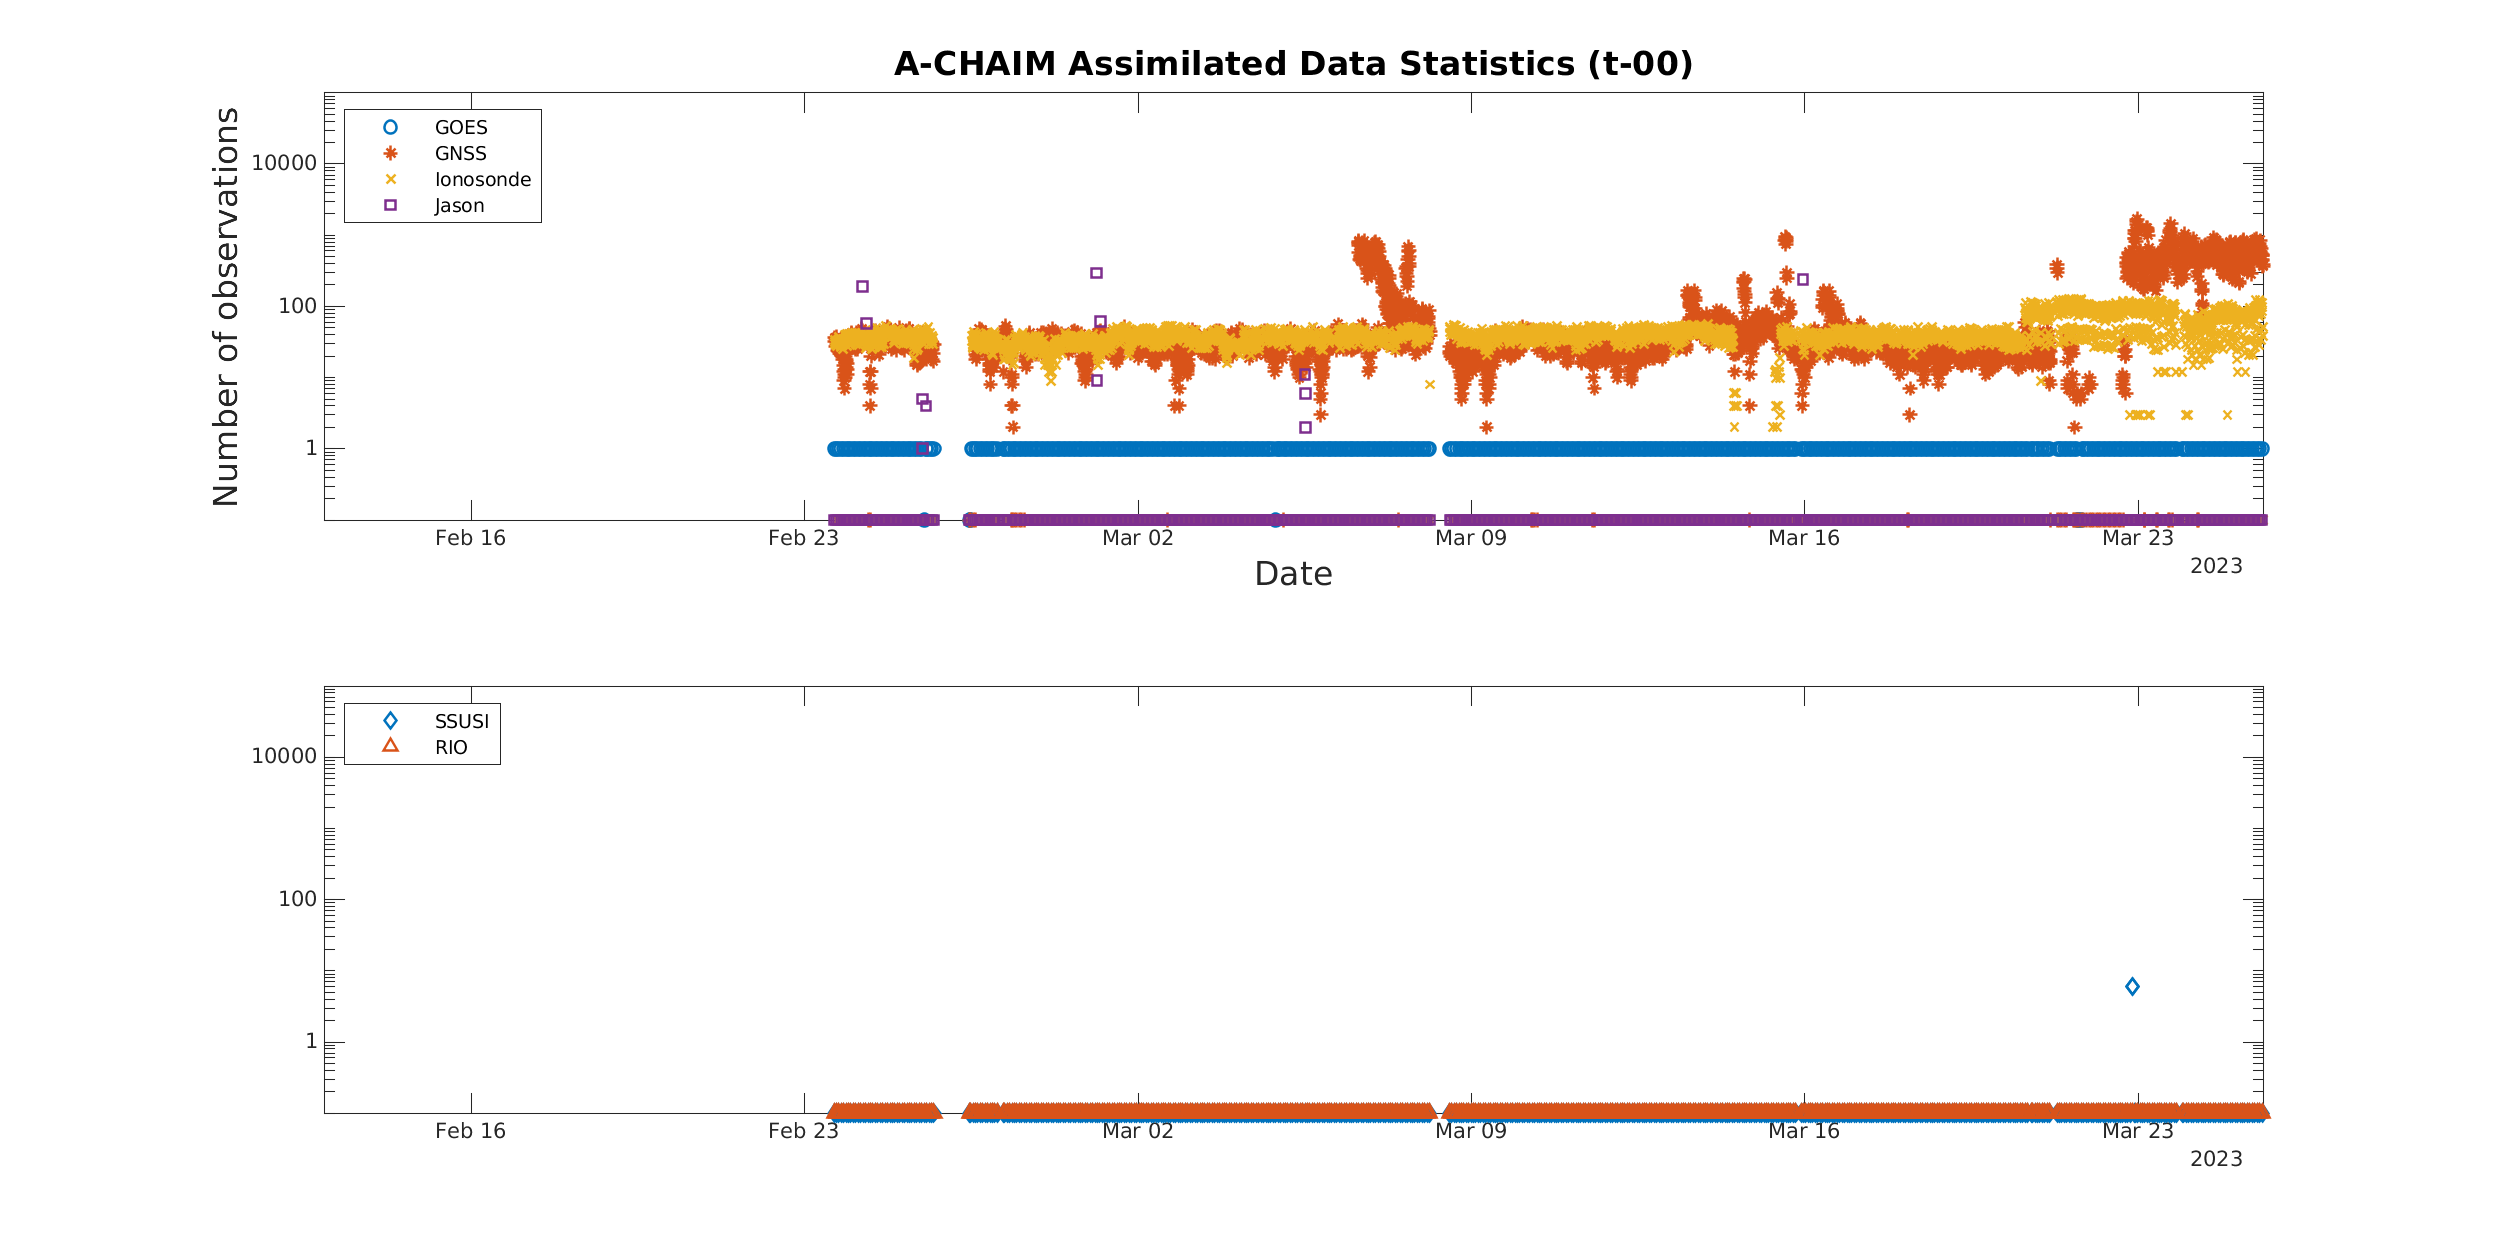 A-CHAIM Assimilated Data Statistics (t-00)
Number of observations
10000
100
1
GOES
GNSS
Ionosonde
Jason
Feb 16
Feb 23
Mar 02
Mar 09
Mar 16
Mar 23
2023
Date
10000
100
1
SSUSI
RIO
Feb 16
Feb 23
Mar 02
Mar 09
Mar 16
Mar 23
2023